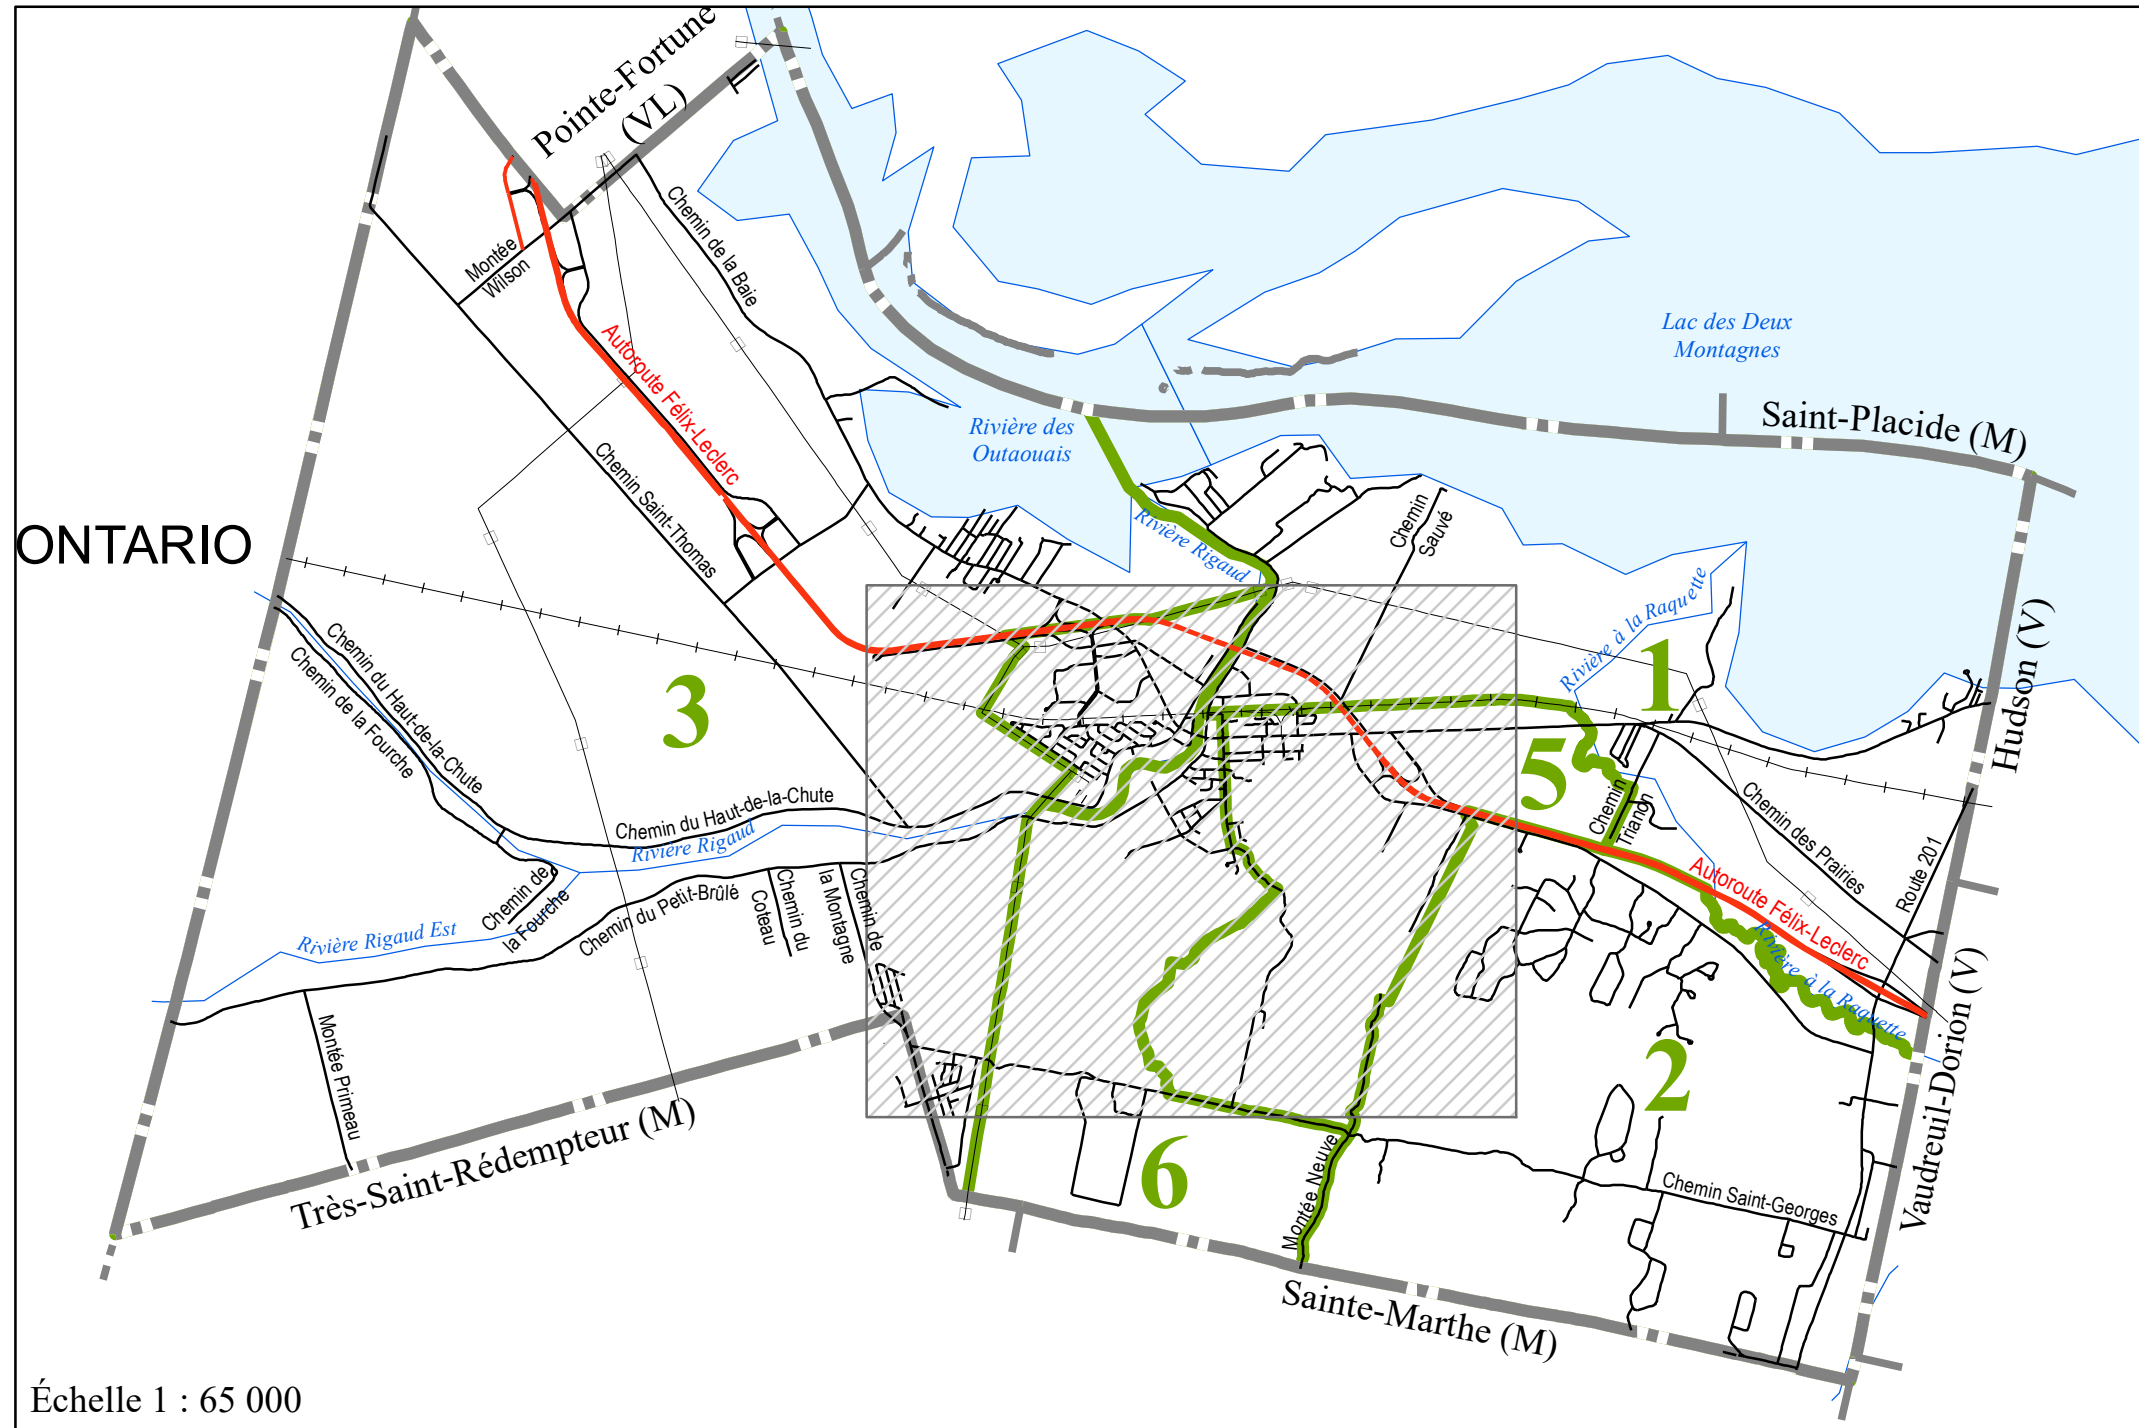 Pointe-Fortune
(VL)
Montée
Wilson
Chemin de la Baie
Autoroute Félix-Leclerc
Lac des Deux
Montagnes
Saint-Placide (M)
Rivière des
Outaouais
Chemin Saint-Thomas
Rivière Rigaud
Chemin
Sauvé
ONTARIO
Rivière à la Raquette
1
Hudson (V)
Chemin du Haut-de-la-Chute
Chemin de la Fourche
3
5
Chemin
Trianon
Chemin des Prairies
Route 201
Chemin du Haut-de-la-Chute
Rivière Rigaud
Autoroute Félix-Leclerc
Rivière à la Raquette
Chemin de
la Fourche
Chemin du Petit-Brûlé
Chemin du
Coteau
Chemin de
la Montagne
Rivière Rigaud Est
Montée Primeau
2
Vaudreuil-Dorion (V)
Très-Saint-Rédempteur (M)
6
Montée Neuve
Chemin Saint-Georges
Sainte-Marthe (M)
Échelle 1 : 65 000